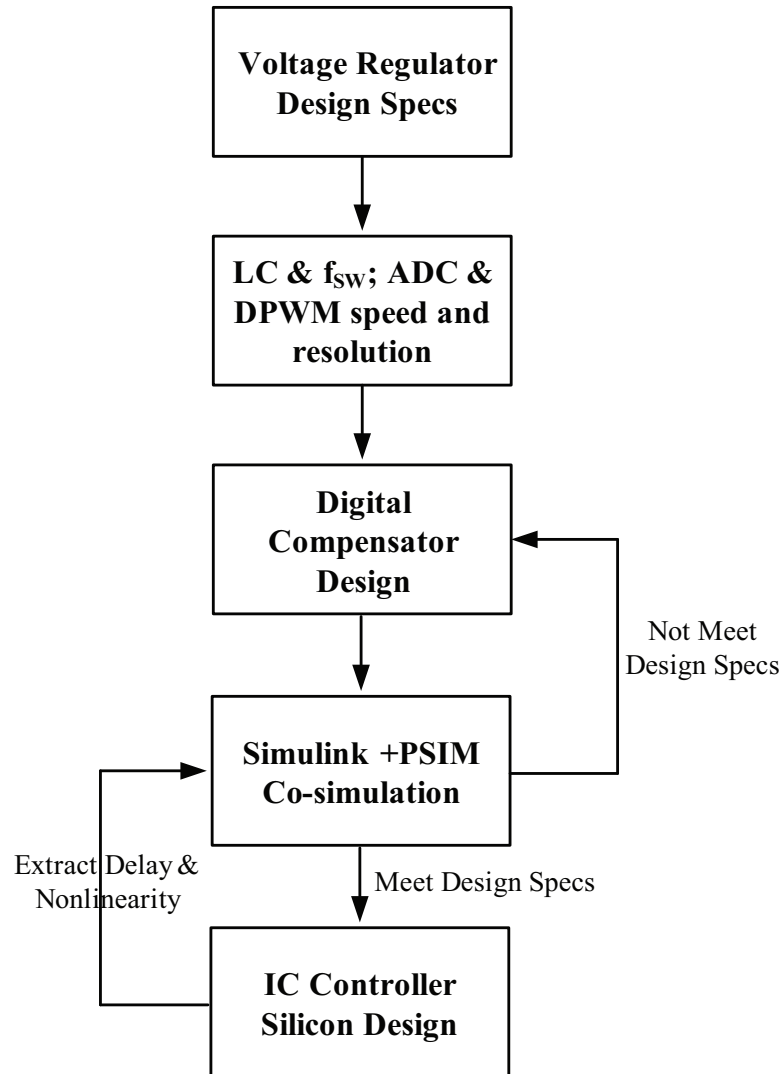 Voltage Regulator
Design Specs
LC & fSW; ADC &
DPWM speed and
resolution
Digital
Compensator
Design
Not Meet
Design Specs
Simulink +PSIM
Co-simulation
Extract Delay &
Nonlinearity
Meet Design Specs
IC Controller
Silicon Design